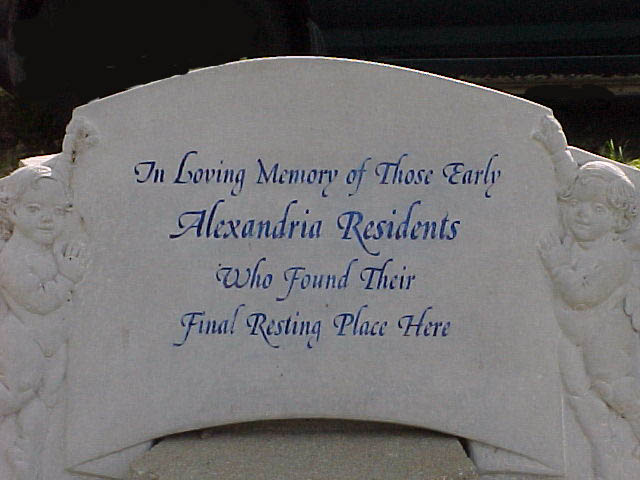 In Loving Memory of Those Early
Alexandria Residents
Who Found Their
Final Resting Place Here